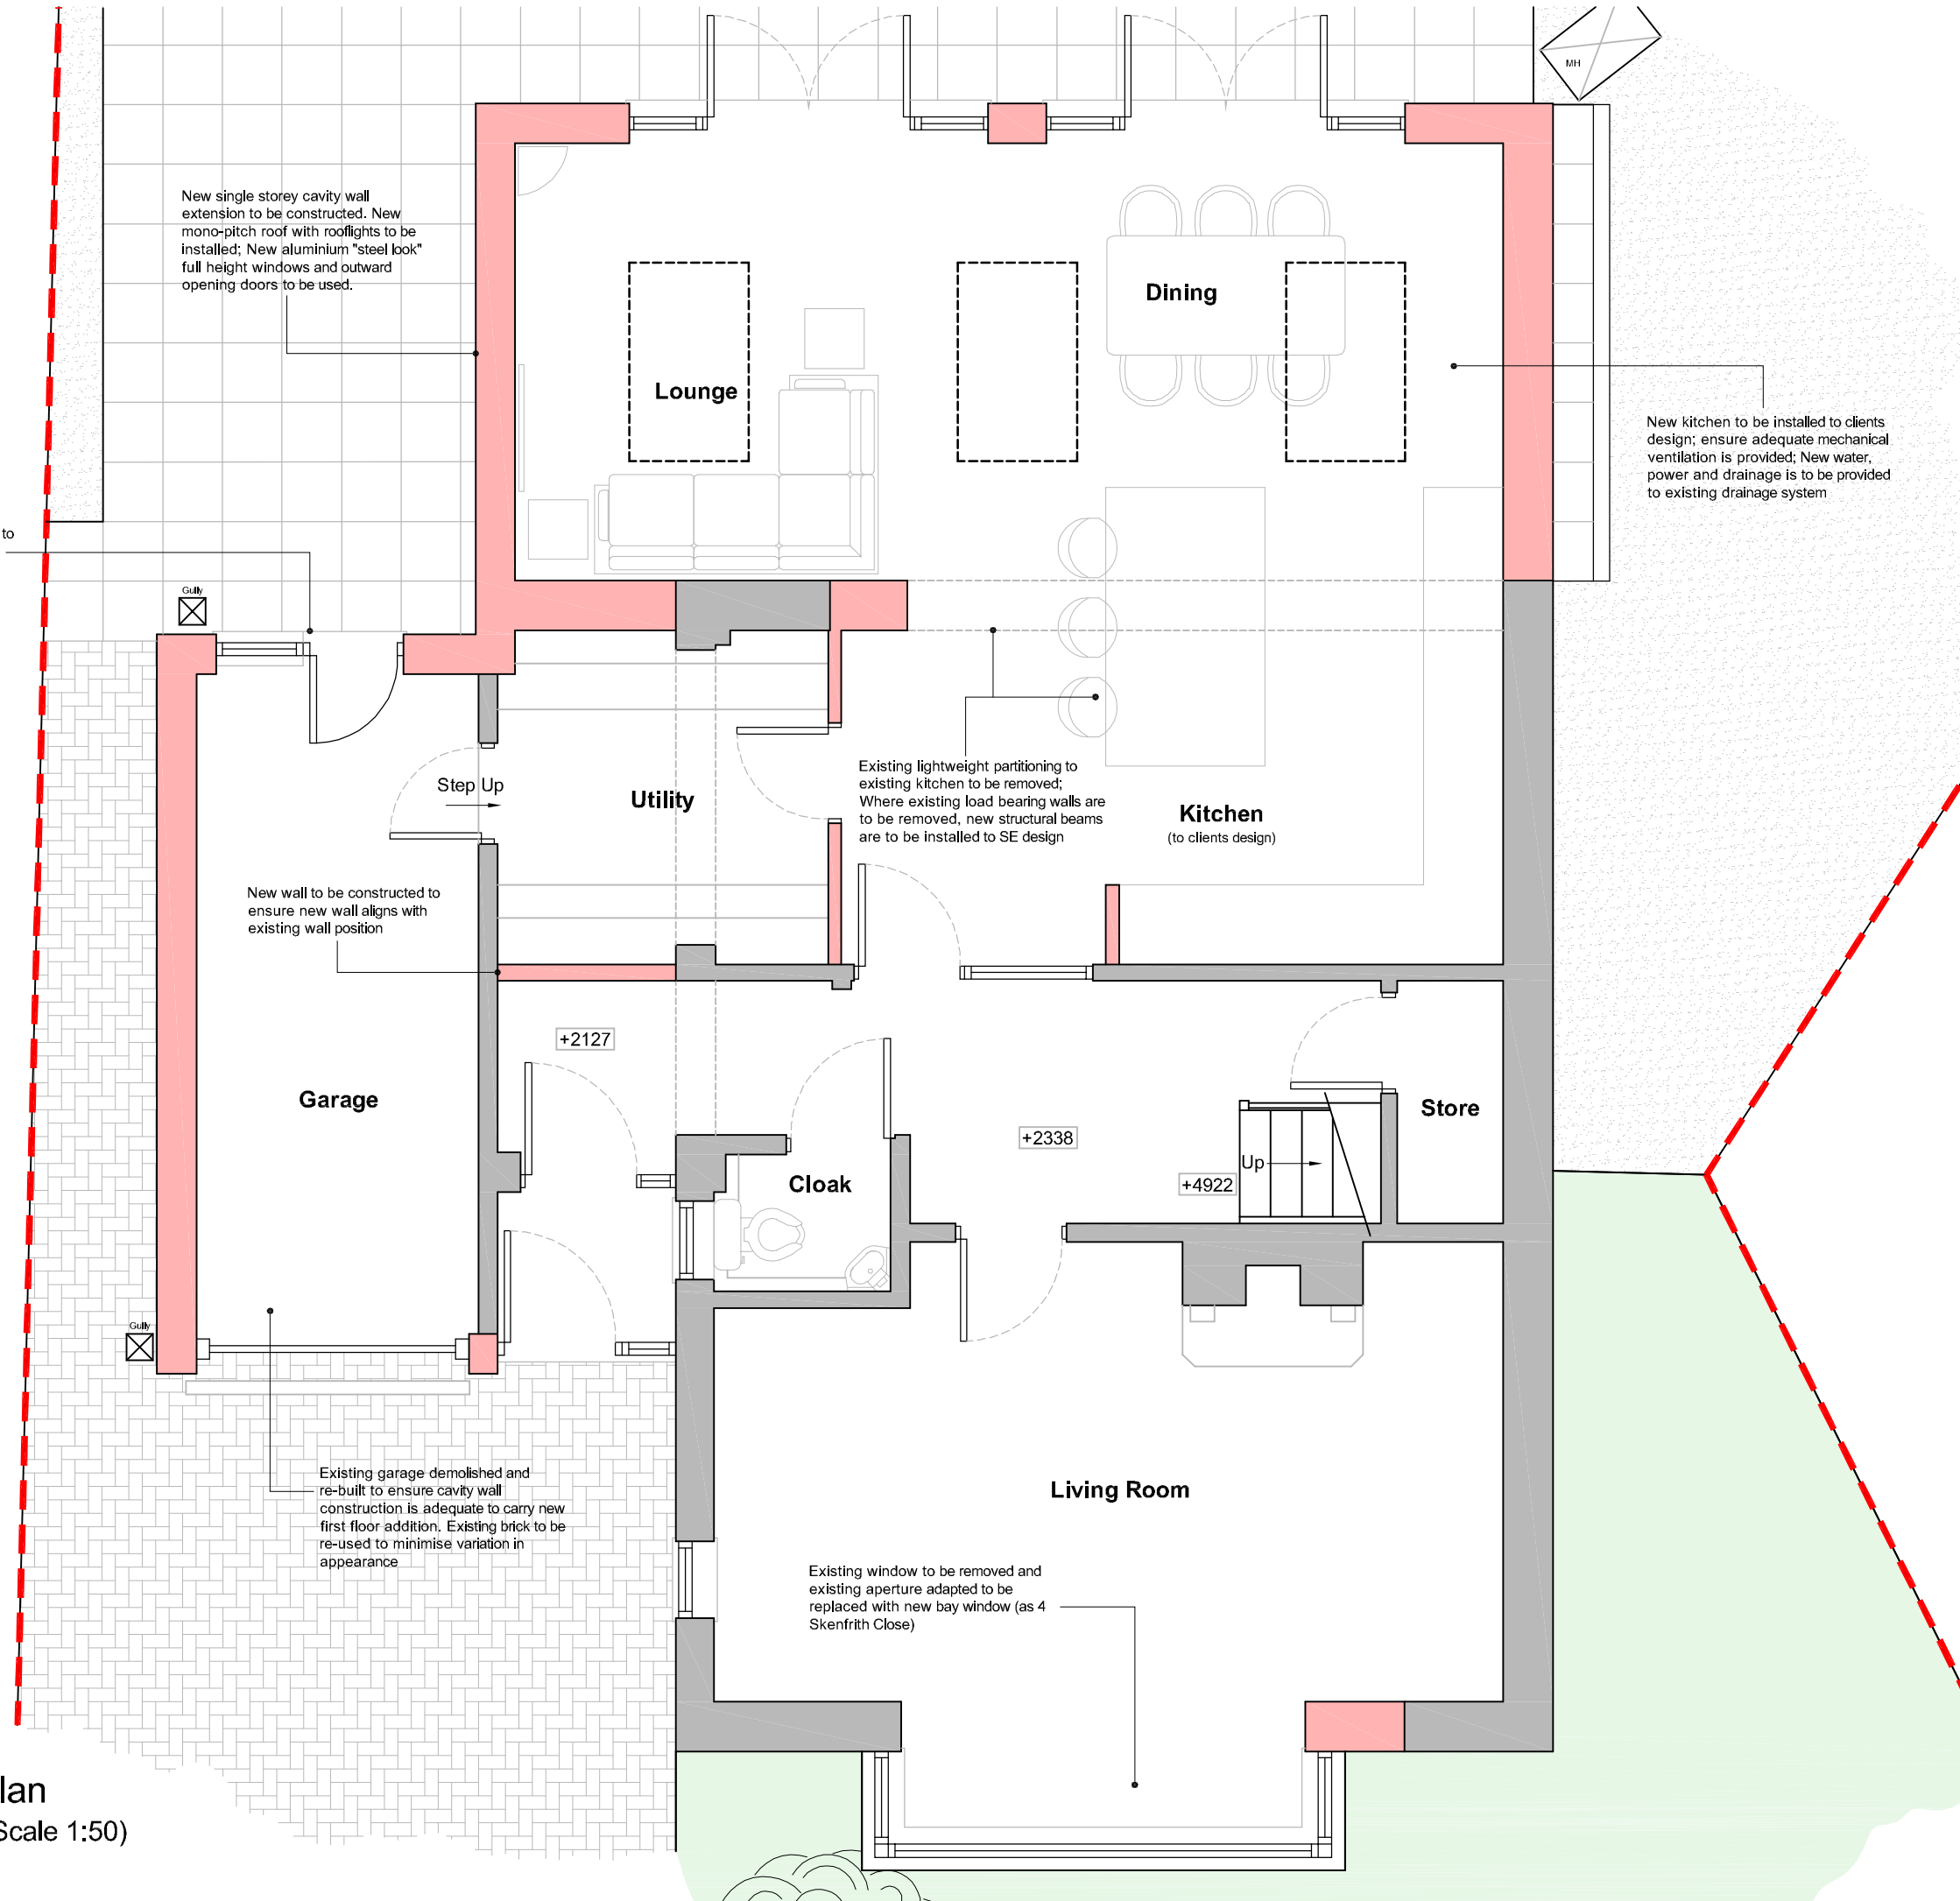 MH
New single storey cavity wall
extension to be constructed. New
mono-pitch roof with rooflights to be
installed; New aluminium "steel look"
full height windows and outward
opening doors to be used.
Dining
Lounge
New kitchen to be installed to clients
design; ensure adequate mechanical
ventilation is provided; New water,
power and drainage is to be provided
to existing drainage system
to
Gully
Step Up
Utility
Existing lightweight partitioning to
existing kitchen to be removed;
Where existing load bearing walls are
to be removed, new structural beams
are to be installed to SE design
Kitchen
(to clients design)
New wall to be constructed to
ensure new wall aligns with
existing wall position
+2127
Garage
Store
+2338
Up
Cloak
+4922
Gully
Existing garage demolished and
re-built to ensure cavity wall
construction is adequate to carry new
first floor addition. Existing brick to be
re-used to minimise variation in
appearance
Living Room
Existing window to be removed and
existing aperture adapted to be
replaced with new bay window (as 4
Skenfrith Close)
lan
Scale 1:50)